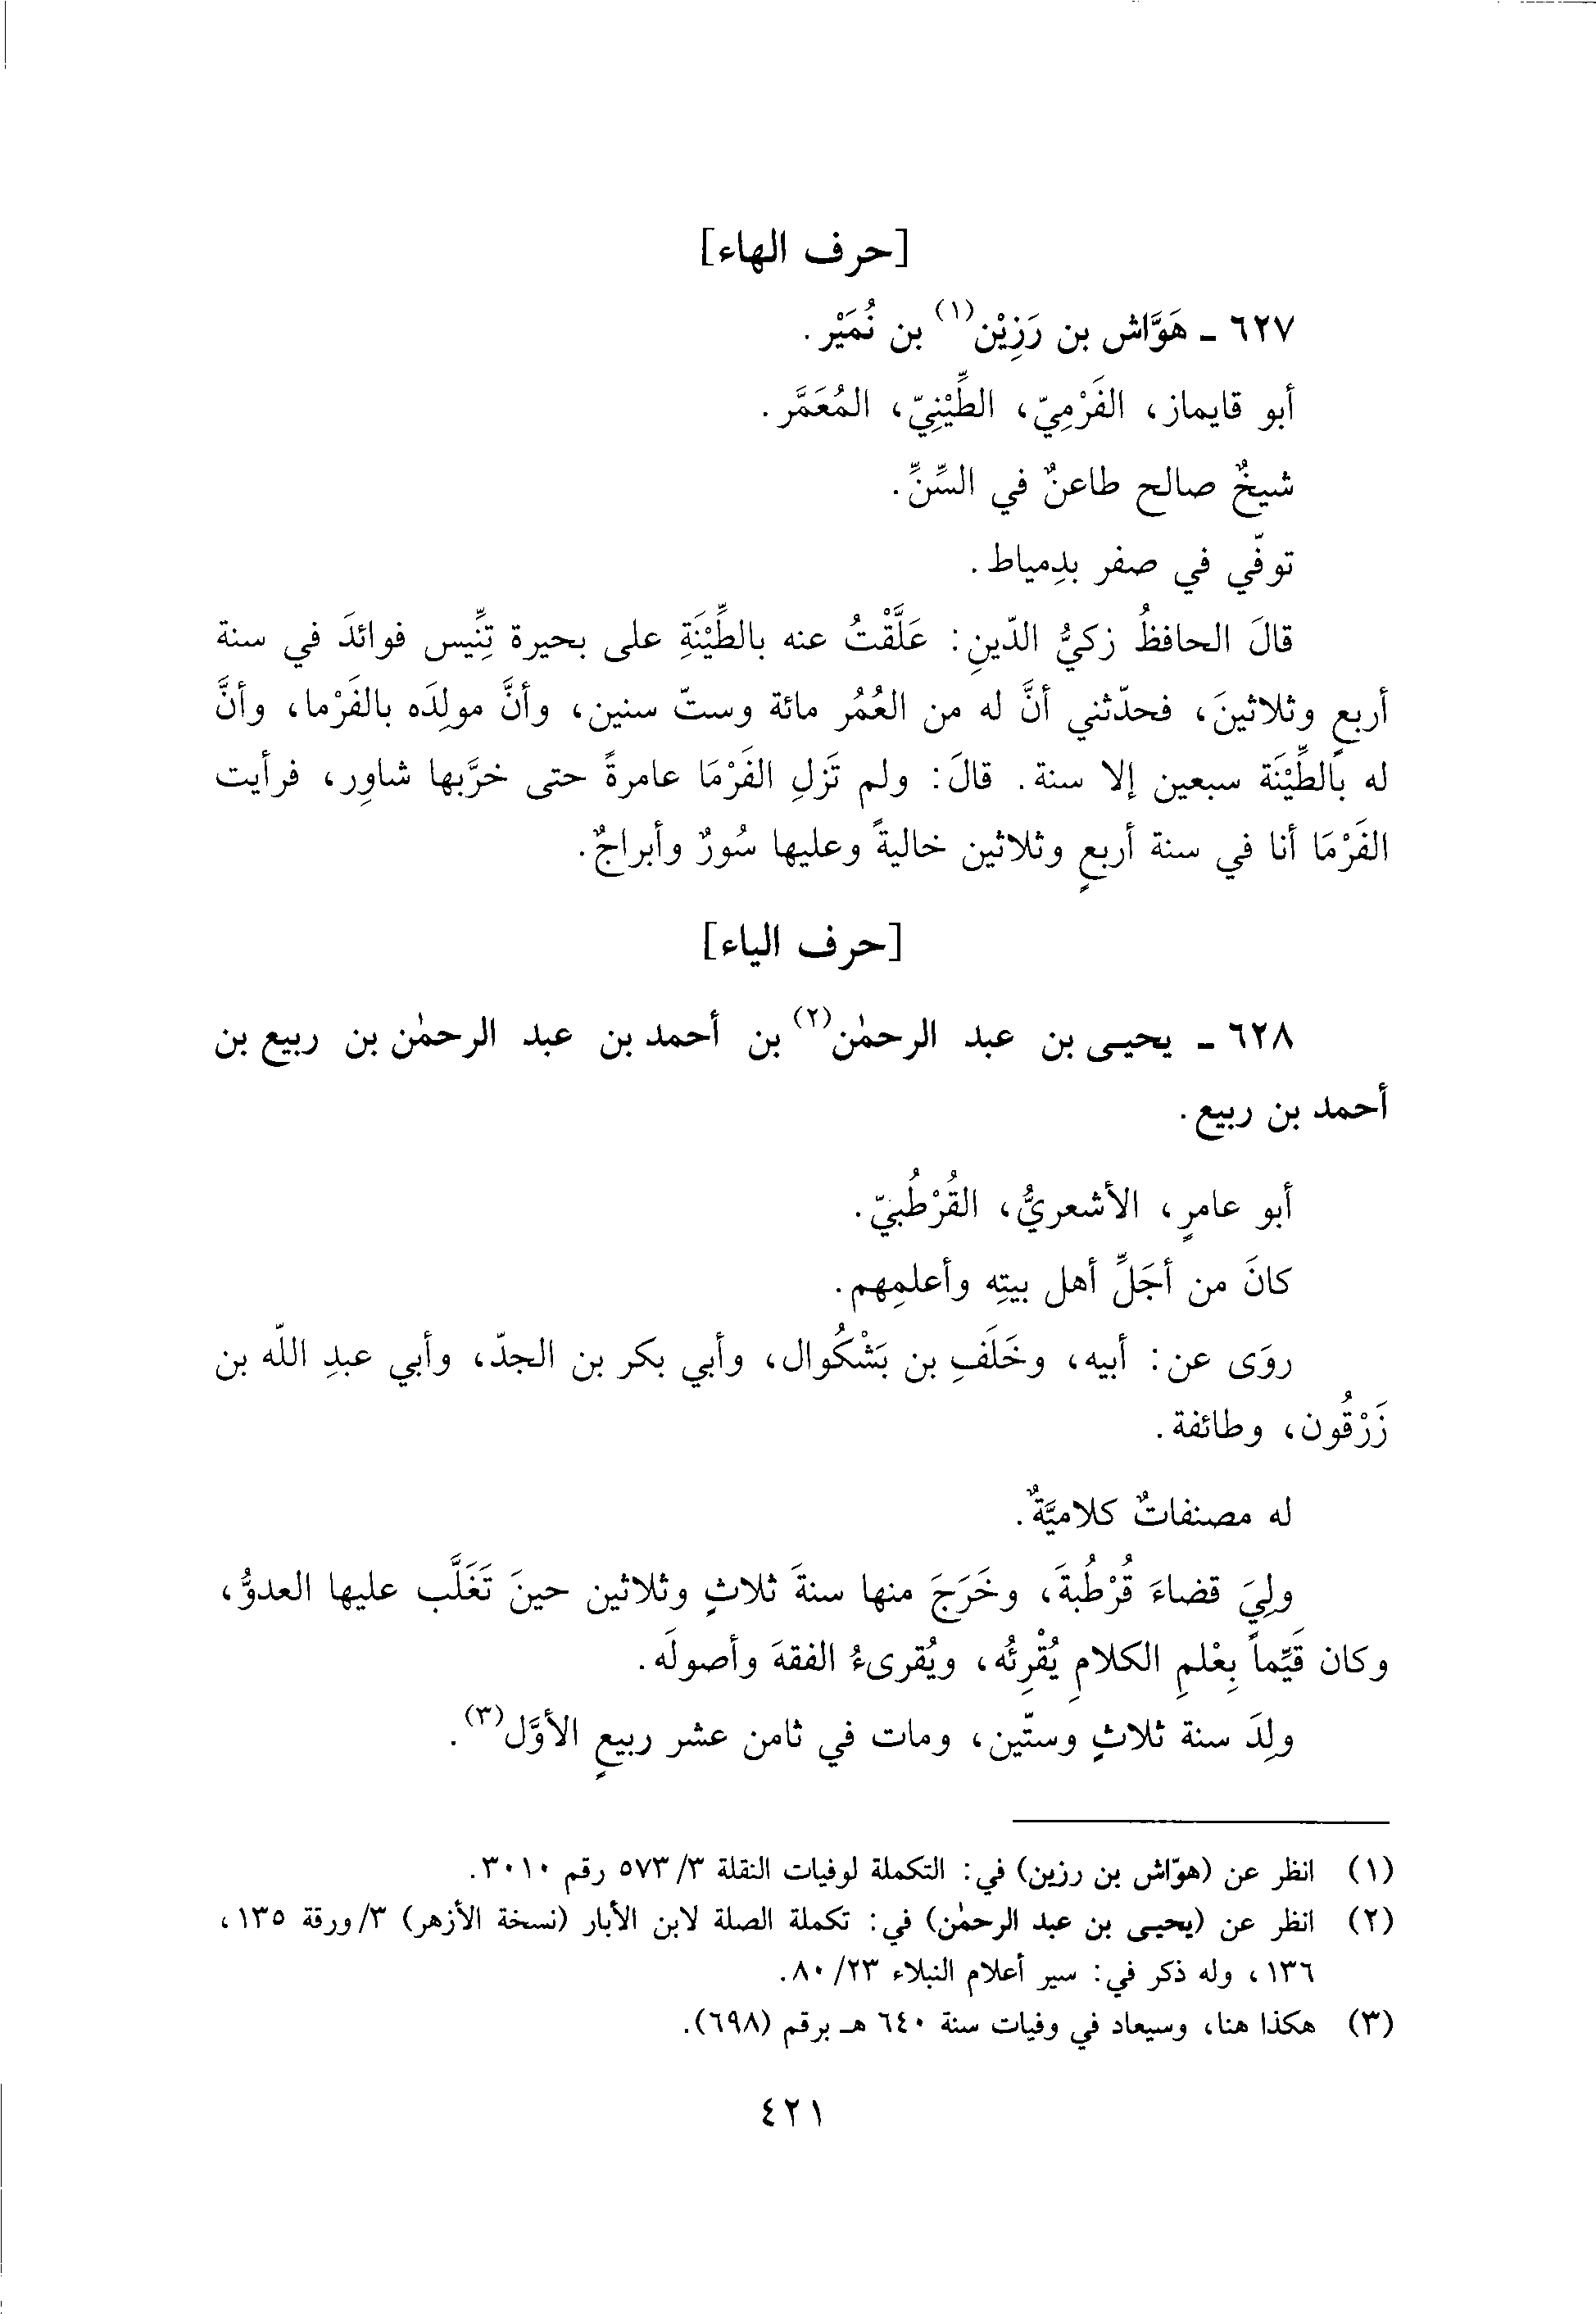 [حرف الهاء]
٦٢٧ ـ هَوَّاش بن رَزِيْن(١) بن نُمَيْر.
أبو قايماز، الفَرْمِيّ، الطِّيْنِيّ، المُعَمَّر.
شيخٌ صالح طاعنٌ في السِّنِّ.
توفّي في صفر بدِمياط.
قالَ الحافظُ زكيُّ الدّينِ: عَلَّقْتُ عنه بالطِّيْنَةِ على بحيرة تِنِّيس فوائدَ في سنة
أربعٍ وثلاثينَ، فحدّثني أنَّ له من العُمُر مائة وستّ سنين، وأنَّ مولِدَه بالفَرْما، وأنَّ
له بالطِّيْنَة سبعين إلا سنة. قالَ: ولم تَزلِ الفَرْمَا عامرةً حتى خرَّبها شاوِر، فرأيت
الفَرْمَا أنا في سنة أربعٍ وثلاثين خاليةً وعليها سُورٌ وأبراجٌ.
[حرف الياء]
٦٢٨ ـ يحيـى بن عبد الرحمٰن(٢) بن أحمد بن عبد الرحمٰن بن ربيع بن
أحمد بن ربيع.
أبو عامرٍ، الأشعريُّ، القُرْطُبيّ.
كانَ من أجَلِّ أهل بيتِه وأعلمِهم.
روَى عن: أبيه، وخَلَفِ بن بَشْكُوال، وأبي بكر بن الجدّ، وأبي عبدِ اللّه بن
زَرْقُون، وطائفة.
له مصنفاتٌ كلاميَّةٌ.
ولِيَ قضاءَ قُرْطُبةَ، وخَرَجَ منها سنةَ ثلاثٍ وثلاثين حينَ تَغَلَّب عليها العدوُّ،
وكان قَيِّماً بِعْلمِ الكلامِ يُقْرِئُه، ويُقرىءُ الفقهَ وأصولَه.
ولِدَ سنة ثلاثٍ وستّين، ومات في ثامن عشر ربيعٍ الأوَّل(٣).
(١) انظر عن (هوّاش بن رزين) في: التكملة لوفيات النقلة ٣/ ٥٧٣ رقم ٣٠١٠.
(٢) انظر عن (يحيـى بن عبد الرحمٰن) في: تكملة الصلة لابن الأبار (نسخة الأزهر) ٣/ورقة ١٣٥،
١٣٦، وله ذكر في: سير أعلام النبلاء ٢٣/ ٨٠.
(٣) هكذا هنا، وسيعاد في وفيات سنة ٦٤٠ هـ برقم (٦٩٨).
٤٢١